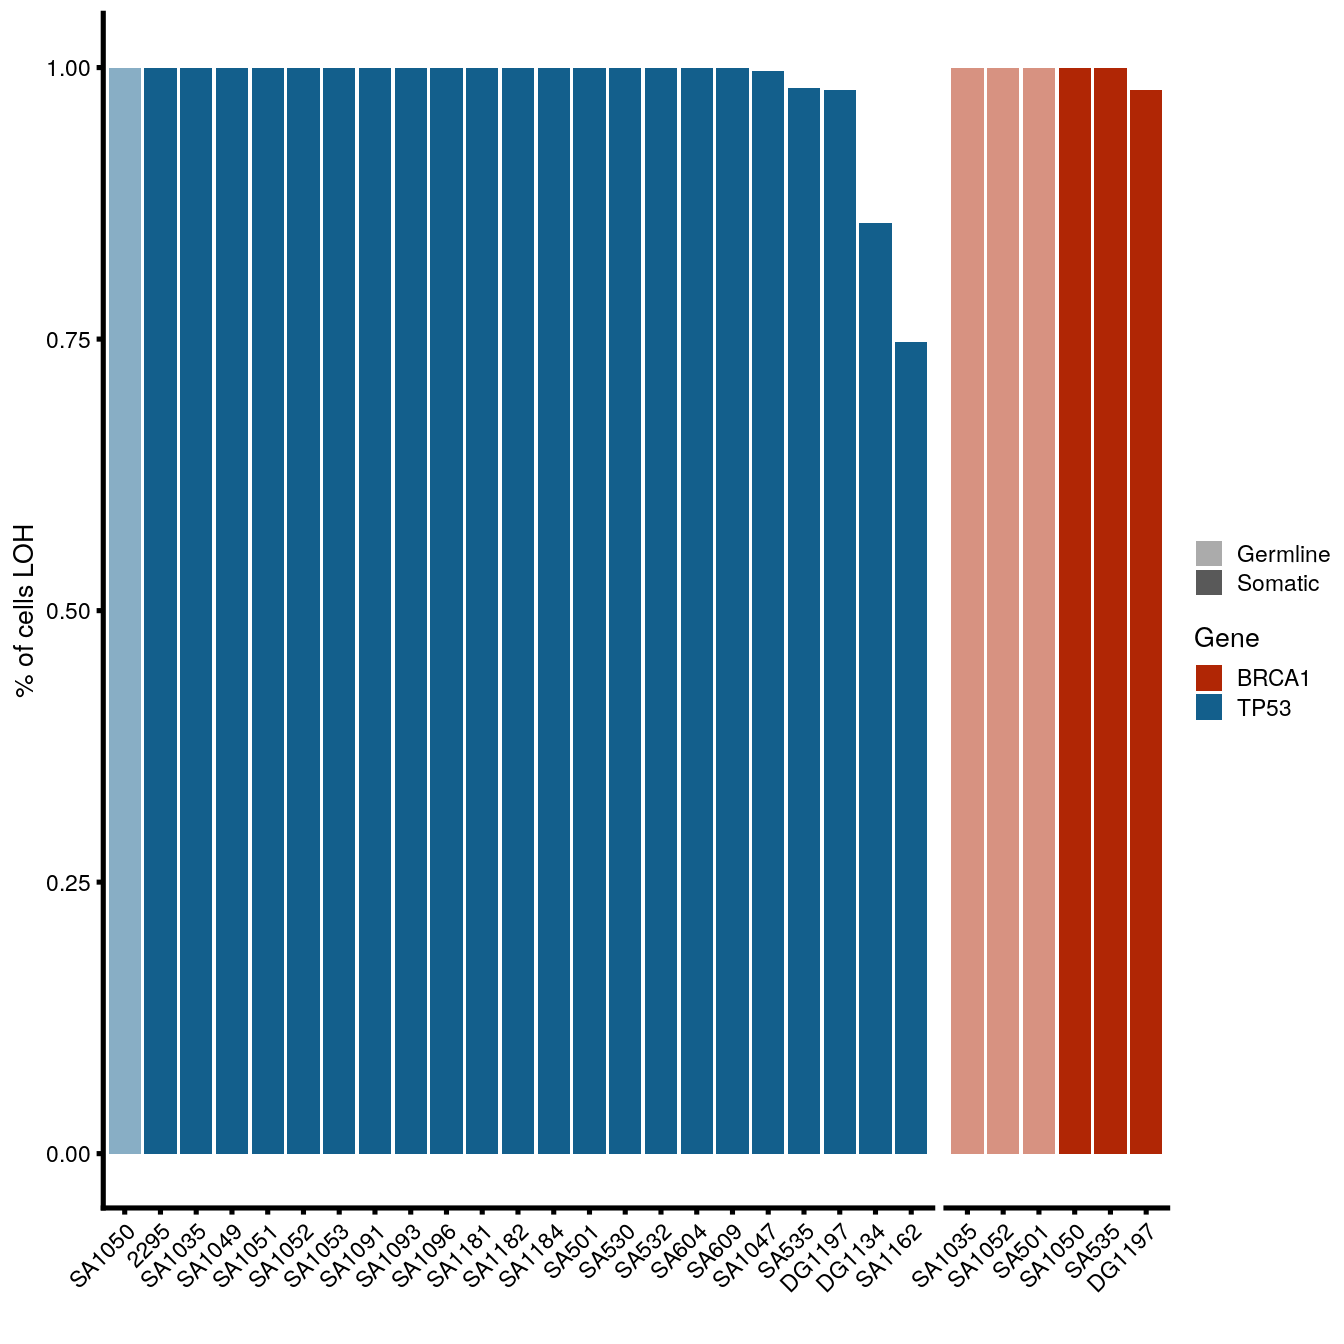 1.00
0.75
0.50
0.25
0.00
% of cells LOH
SA1050
2295
SA1035
SA1049
SA1051
SA1052
SA1053
SA1091
SA1093
SA1096
SA1181
SA1182
SA1184
SA501
SA530
SA532
SA604
SA609
SA1047
SA535
DG1197
DG1134
SA1162
SA1035
SA1052
SA501
SA1050
SA535
DG1197
Germline
Somatic
Gene
BRCA1
TP53